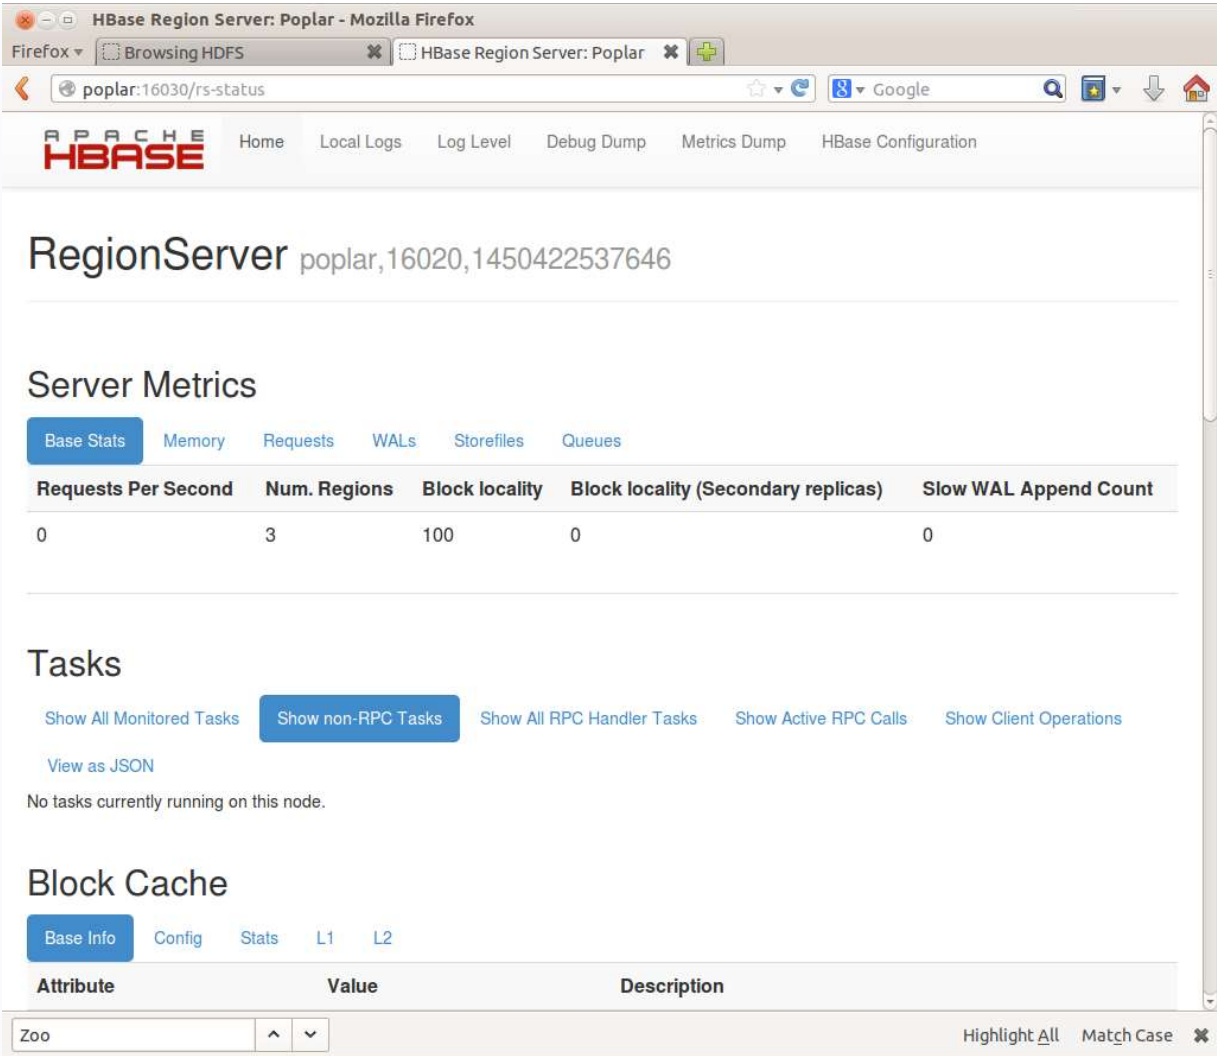 HBase Region Server: Poplar - Mozilla Firefox
Firefox Browsing HDFS HBase Region Server: Poplar
poplar:16030/rs-status Google
APACHE
HBASE
Home Local Logs Log Level Debug Dump Metrics Dump HBase Configuration
RegionServer poplar,16020,1450422537646
Server Metrics
Base Stats Memory Requests WALs Storefiles Queues
Requests Per Second Num. Regions Block locality Block locality (Secondary replicas) Slow WAL Append Count
0 3 100 0 0
Tasks
Show All Monitored Tasks Show non-RPC Tasks Show All RPC Handler Tasks Show Active RPC Calls Show Client Operations
View as JSON
No tasks currently running on this node.
Block Cache
Base Info Config Stats L1 L2
Attribute Value Description
Zoo Highlight All Match Case